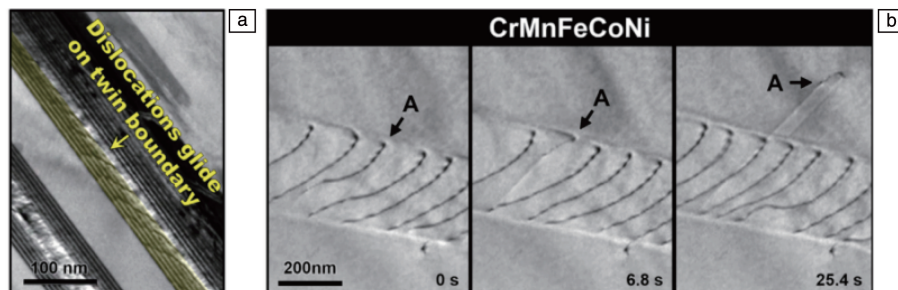 a
Dislocations glide
on twin boundary
100 nm
b
CrMnFeCoNi
A
A
A
200nm
0 s
6.8 s
25.4 s